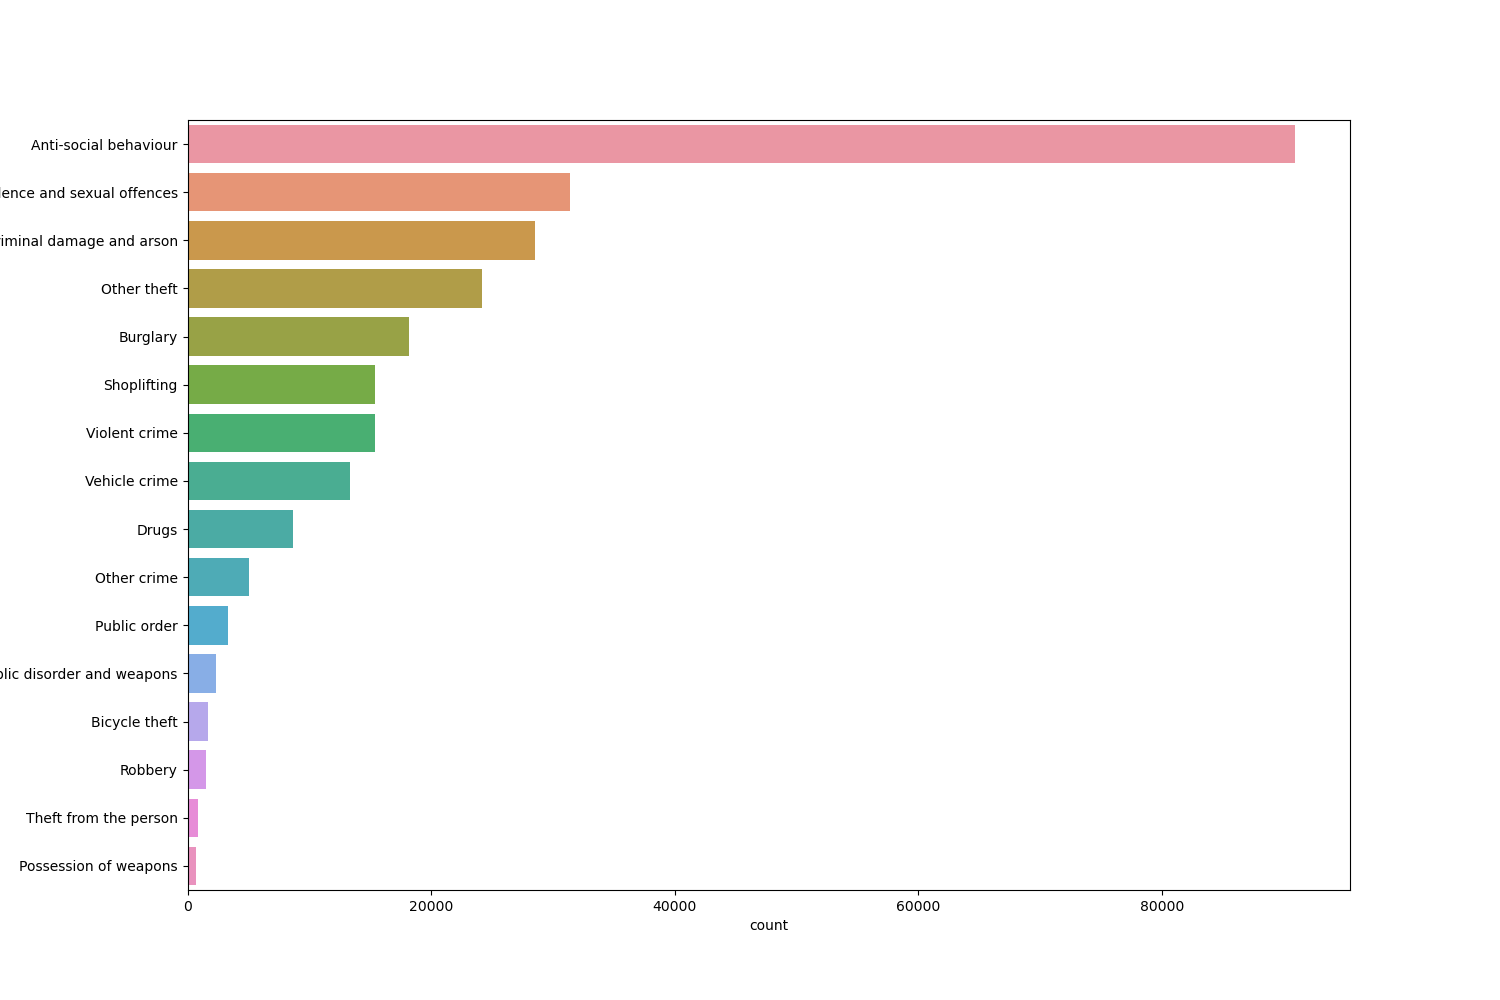 Anti-social behaviour
lence and sexual offences
iminal damage and arson
Other theft
Burglary
Shoplifting
Violent crime
Vehicle crime
Drugs
Other crime
Public order
lic disorder and weapons
Bicycle theft
Robbery
Theft from the person
Possession of weapons
0 20000 40000 60000 80000
count